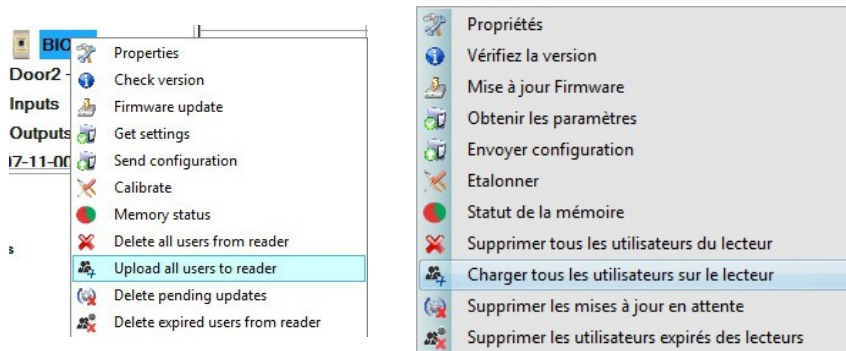 BIO
Door2 -
Inputs
Outputs
07-11-00
s
Properties
Check version
Firmware update
Get settings
Send configuration
Calibrate
Memory status
Delete all users from reader
Upload all users to reader
Delete pending updates
Delete expired users from reader
Propriétés
Vérifiez la version
Mise à jour Firmware
Obtenir les paramètres
Envoyer configuration
Etalonner
Statut de la mémoire
Supprimer tous les utilisateurs du lecteur
Charger tous les utilisateurs sur le lecteur
Supprimer les mises à jour en attente
Supprimer les utilisateurs expirés des lecteurs